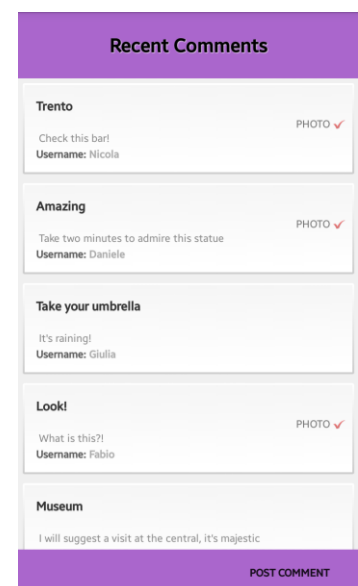 Recent Comments
Trento
PHOTO
Check this bar!
Username: Nicola
Amazing
PHOTO
Take two minutes to admire this statue
Username: Daniele
Take your umbrella
It's raining!
Username: Giulia
Look!
PHOTO
What is this?!
Username: Fabio
Museum
I will suggest a visit at the central, it's majestic
POST COMMENT